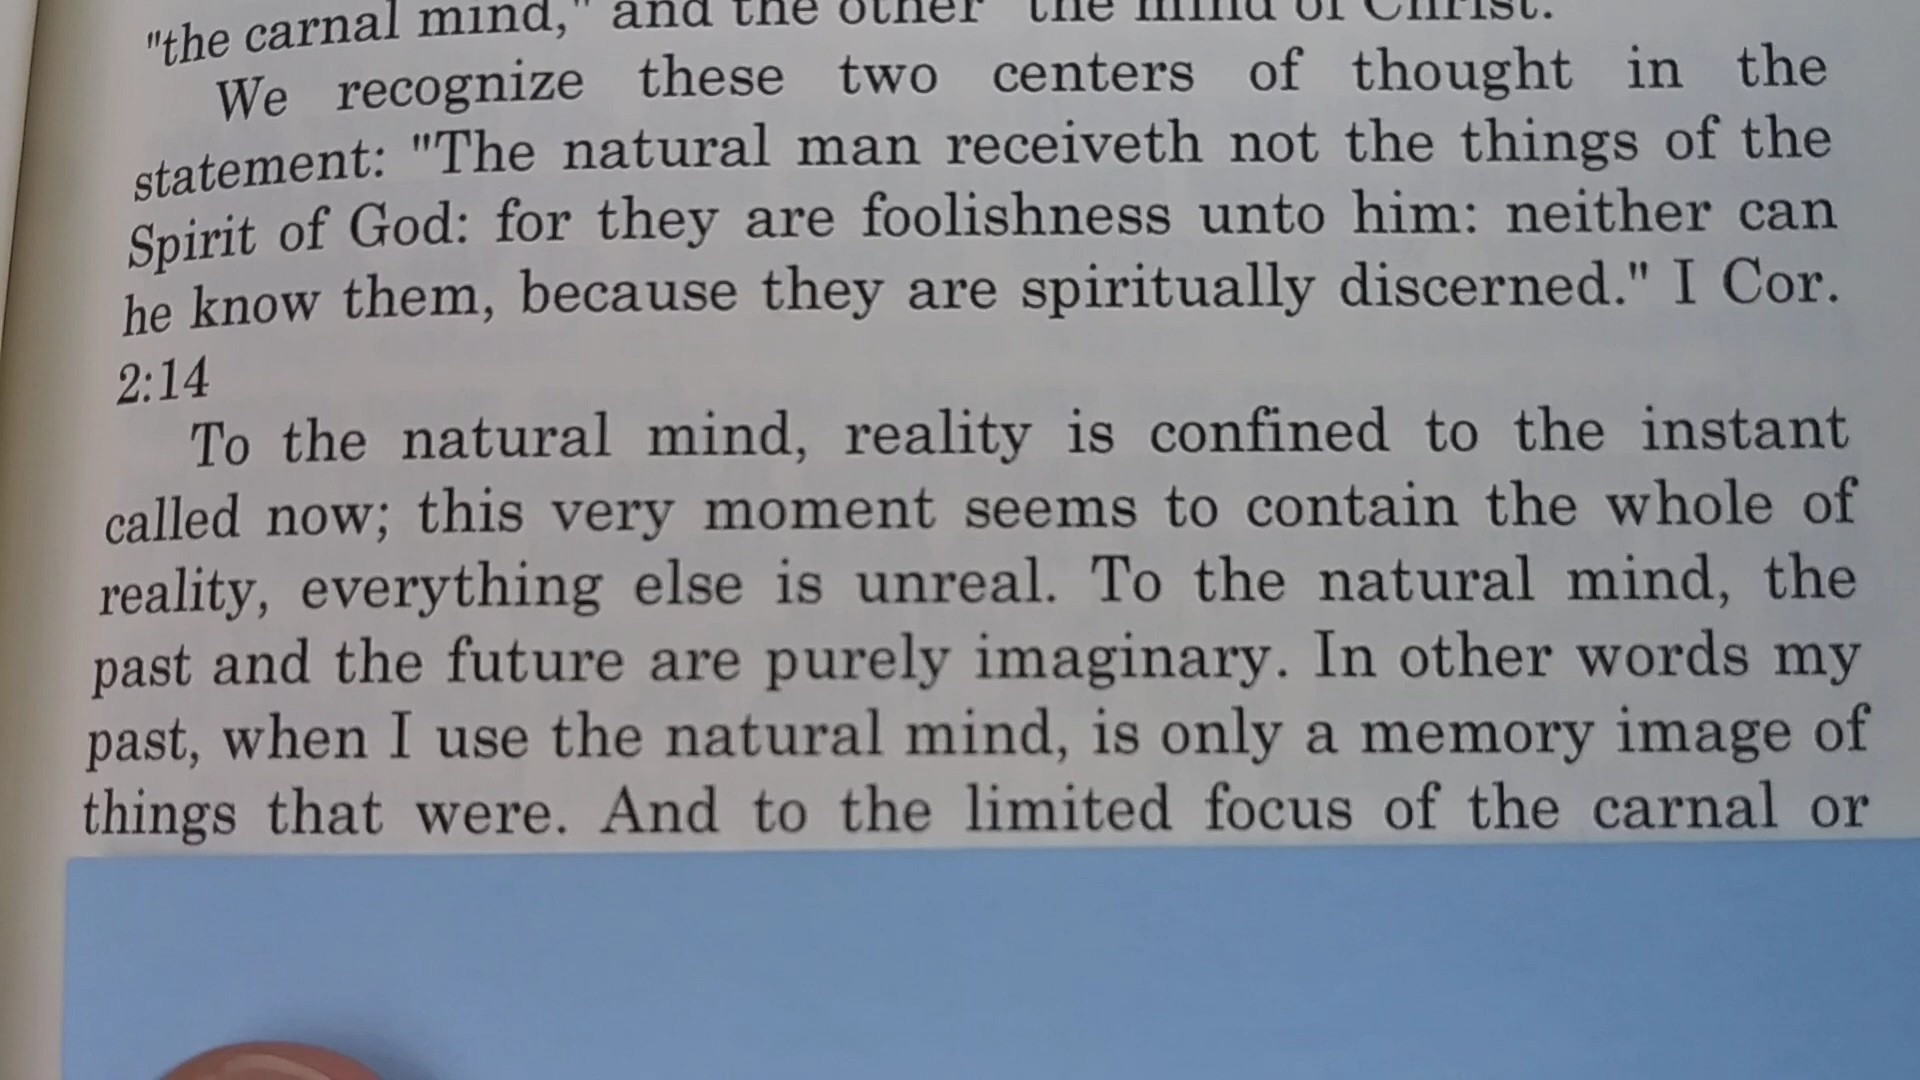 "the carnal mind," and the other "the mind of Christ."
We recognize these two centers of thought in the
statement: "The natural man receiveth not the things of the
Spirit of God: for they are foolishness unto him: neither can
he know them, because they are spiritually discerned." I Cor.
2:14
To the natural mind, reality is confined to the instant
called now; this very moment seems to contain the whole of
reality, everything else is unreal. To the natural mind, the
past and the future are purely imaginary. In other words my
past, when I use the natural mind, is only a memory image of
things that were. And to the limited focus of the carnal or